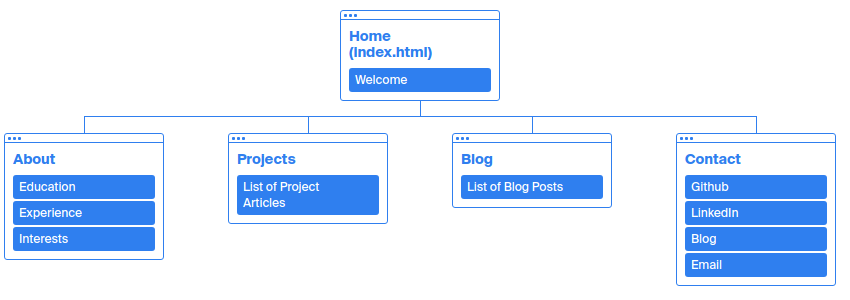 Home
(index.html)
Welcome
About
Education
Experience
Interests
Projects
List of Project
Articles
Blog
List of Blog Posts
Contact
Github
LinkedIn
Blog
Email